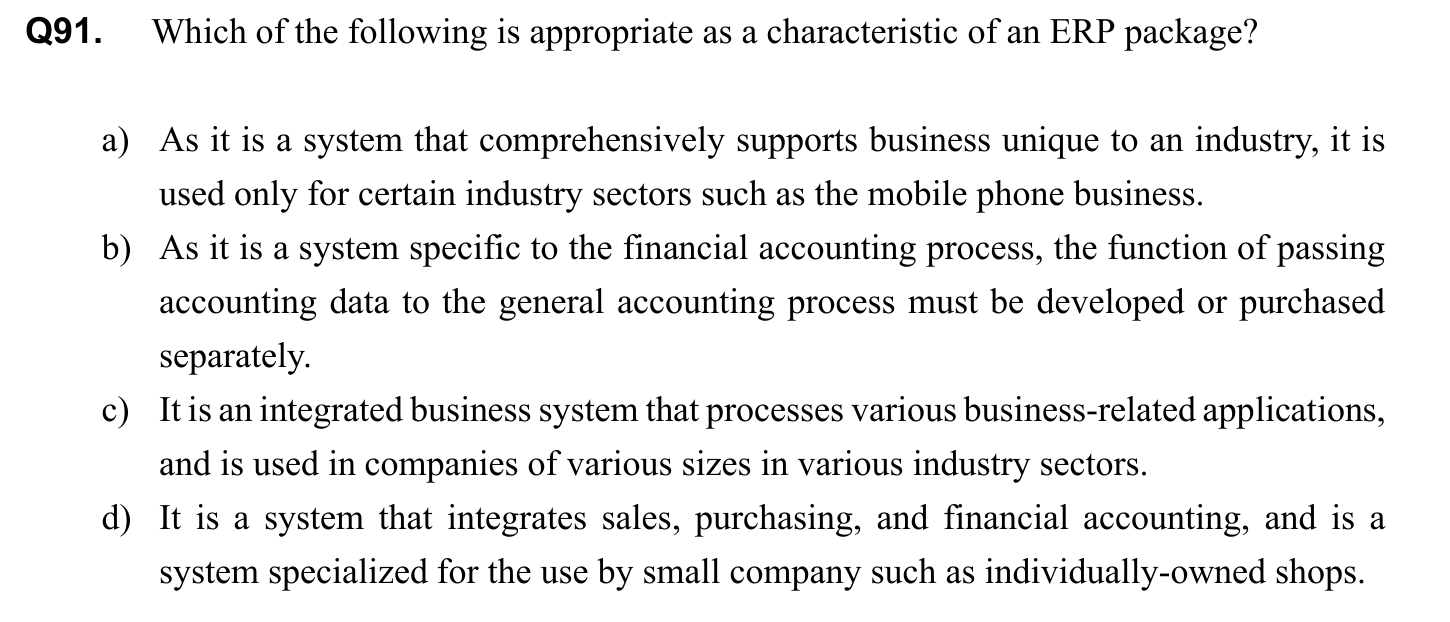 Q91. Which of the following is appropriate as a characteristic of an ERP package?
a) As it is a system that comprehensively supports business unique to an industry, it is
used only for certain industry sectors such as the mobile phone business.
b) As it is a system specific to the financial accounting process, the function of passing
accounting data to the general accounting process must be developed or purchased
separately.
c) It is an integrated business system that processes various business-related applications,
and is used in companies of various sizes in various industry sectors.
d) It is a system that integrates sales, purchasing, and financial accounting, and is a
system specialized for the use by small company such as individually-owned shops.